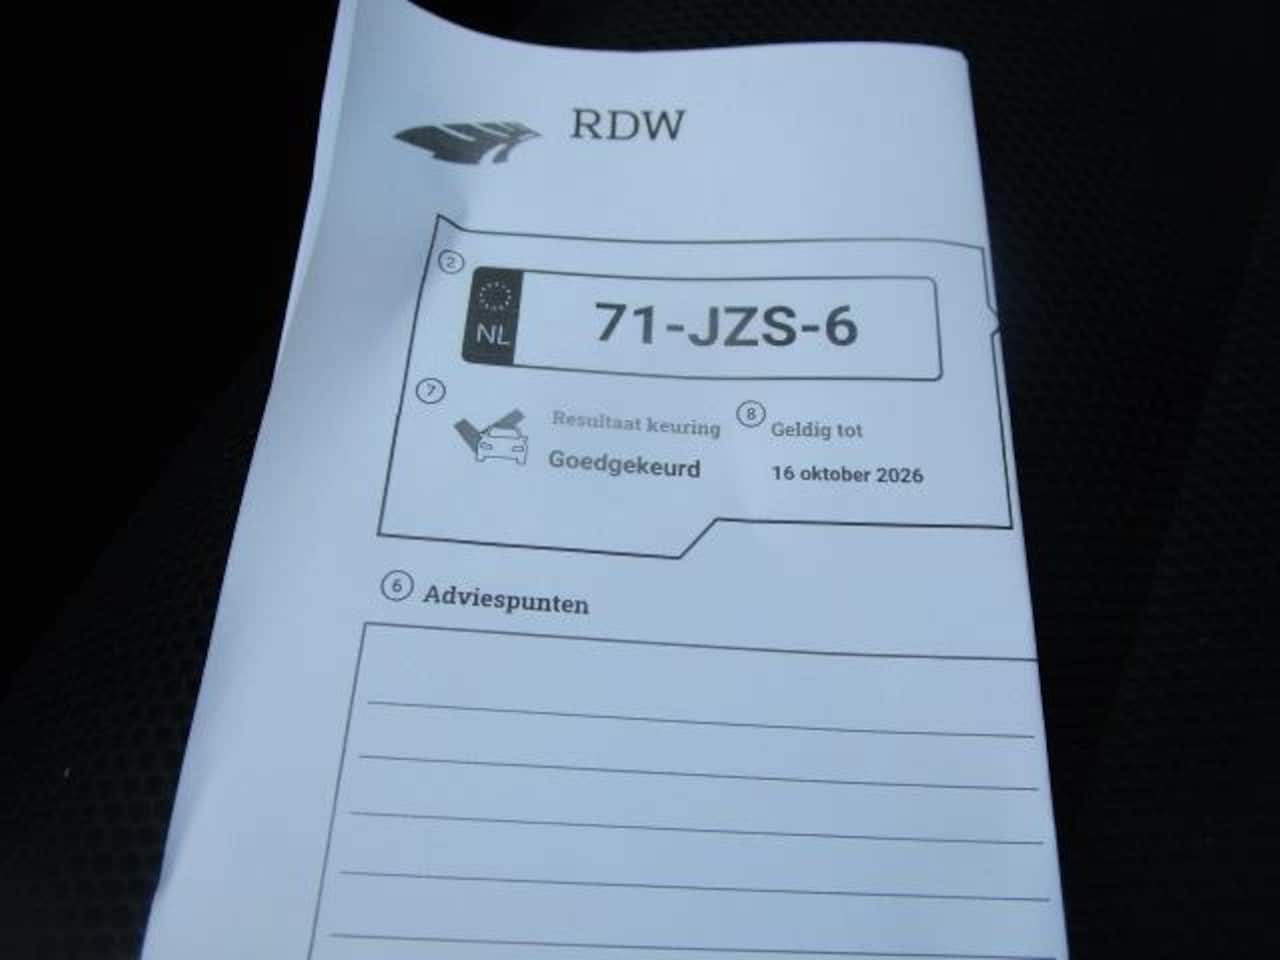 RDW
2
NL 71-JZS-6
7 Resultaat keuring 8 Geldig tot
Goedgekeurd 16 oktober 2026
6 Adviespunten